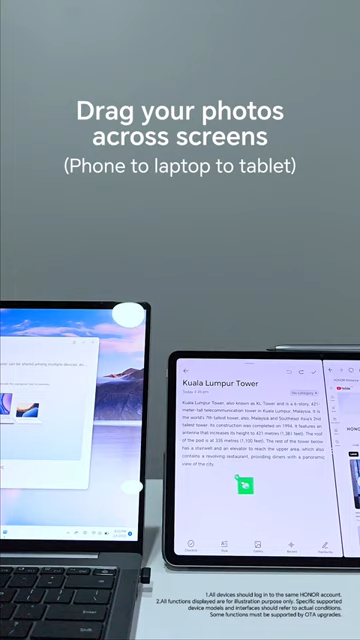 Drag your photos
across screens
(Phone to laptop to tablet)
Kuala Lumpur Tower
No category
Kuala Lumpur Tower, also known as KL Tower and is a k-story, 421-
meter-tall telecommunication tower in Kuala Lumpur, Malaysia. It is
the world's 7th tallest tower, also, Malaysia and Southeast Asia's 2nd
tallest tower. Its construction was completed on 1994. It features an
antenna that increases its height to 421 metres (1,381 feet). The roof
of the pod is at 335 metres (1,100 feet). The rest of the tower below
has a stairwell and an elevator to reach the upper area, which also
contains a revolving restaurant, providing diners with a panoramic
view of the city.
1.All devices should log in to the same HONOR account.
2.All functions displayed are for illustration purpose only. Specific supported
device models and interfaces should refer to actual conditions.
Some functions must be supported by OTA upgrades.